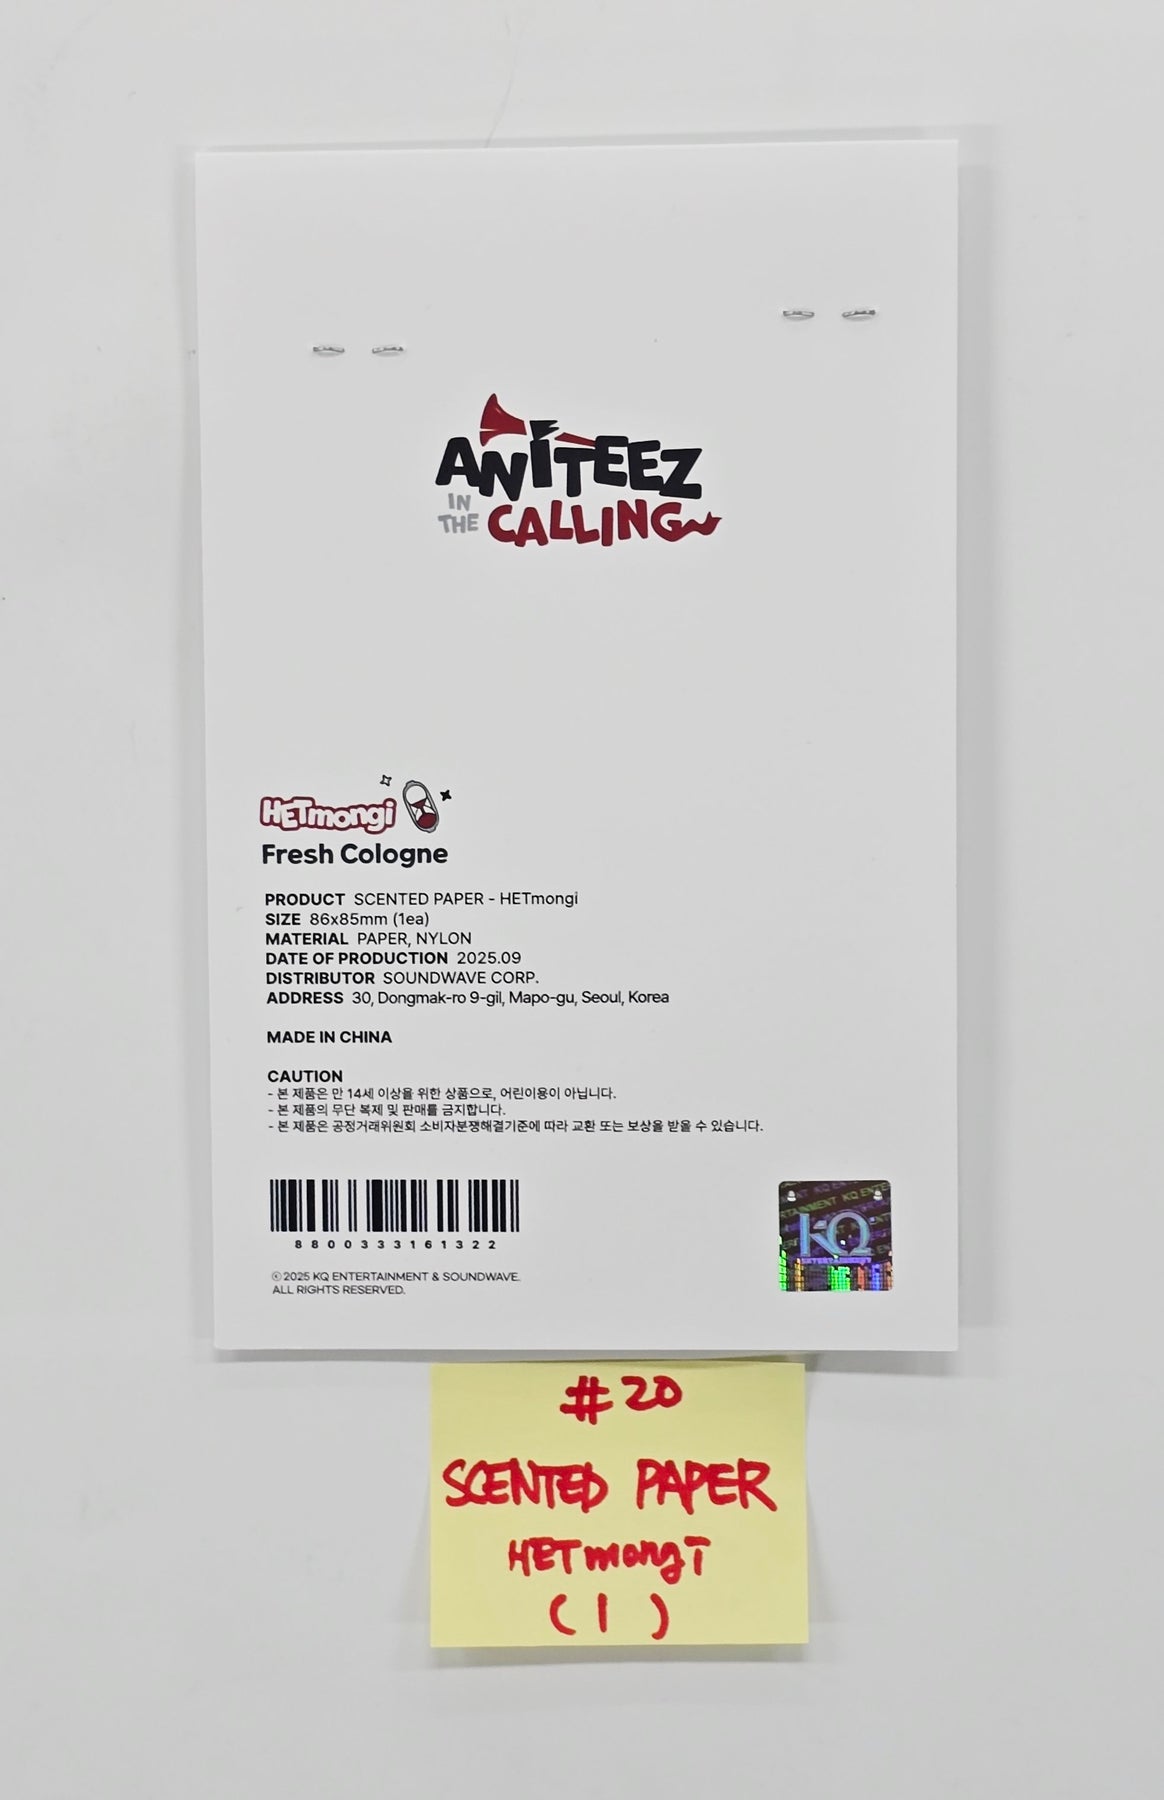 ANITEEZ
IN THE CALLING
HETmongi
Fresh Cologne
PRODUCT SCENTED PAPER - HETmongi
SIZE 86x85mm (1ea)
MATERIAL PAPER, NYLON
DATE OF PRODUCTION 2025.09
DISTRIBUTOR SOUNDWAVE CORP.
ADDRESS 30, Dongmak-ro 9-gil, Mapo-gu, Seoul, Korea
MADE IN CHINA
CAUTION
- 본 제품은 만 14세 이상을 위한 상품으로, 어린이용이 아닙니다.
- 본 제품의 무단 복제 및 판매를 금지합니다.
- 본 제품은 공정거래위원회 소비자분쟁해결기준에 따라 교환 또는 보상을 받을 수 있습니다.
8800333161322
KQ
ENTERTAINMENT
©2025 KQ ENTERTAINMENT & SOUNDWAVE.
ALL RIGHTS RESERVED.
#20
SCENTED PAPER
HETmongi
(1)